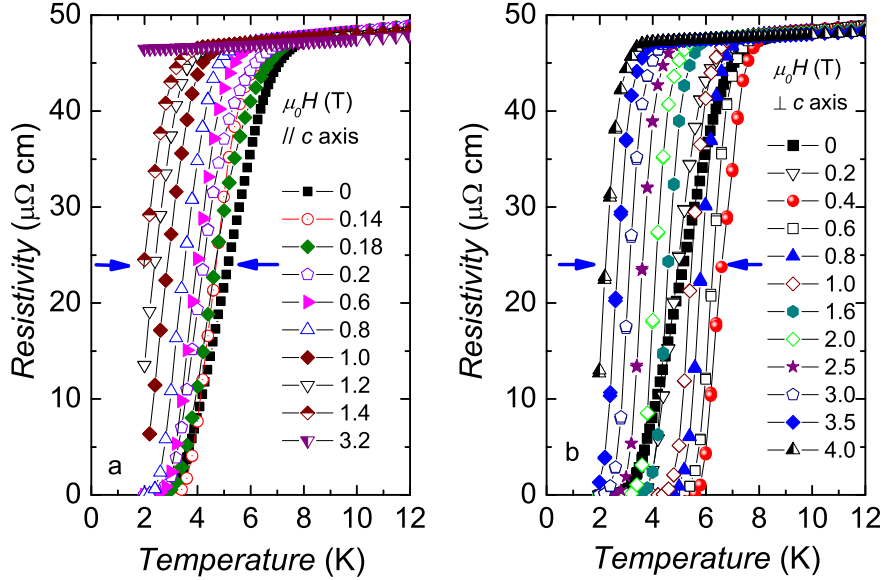 50
40
30
20
10
0
Resistivity (μΩ cm)
0 2 4 6 8 10 12
Temperature (K)
μ₀H (T)
// c axis
0
0.14
0.18
0.2
0.6
0.8
1.0
1.2
1.4
3.2
a
50
40
30
20
10
0
Resistivity (μΩ cm)
0 2 4 6 8 10 12
Temperature (K)
μ₀H (T)
⊥ c axis
0
0.2
0.4
0.6
0.8
1.0
1.6
2.0
2.5
3.0
3.5
4.0
b